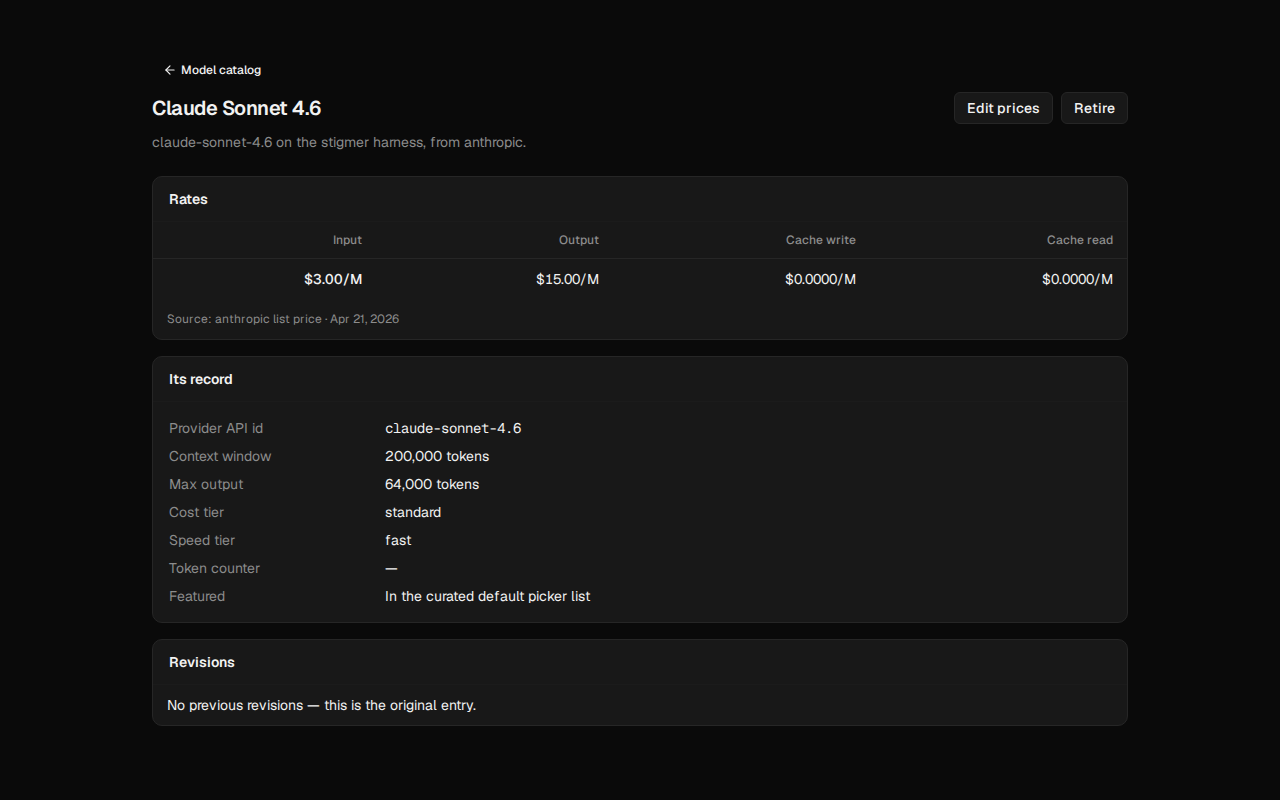 ← Model catalog
Claude Sonnet 4.6
Edit prices
Retire
claude-sonnet-4.6 on the stigmer harness, from anthropic.
Rates
Input Output Cache write Cache read
$3.00/M $15.00/M $0.0000/M $0.0000/M
Source: anthropic list price · Apr 21, 2026
Its record
Provider API id claude-sonnet-4.6
Context window 200,000 tokens
Max output 64,000 tokens
Cost tier standard
Speed tier fast
Token counter —
Featured In the curated default picker list
Revisions
No previous revisions — this is the original entry.